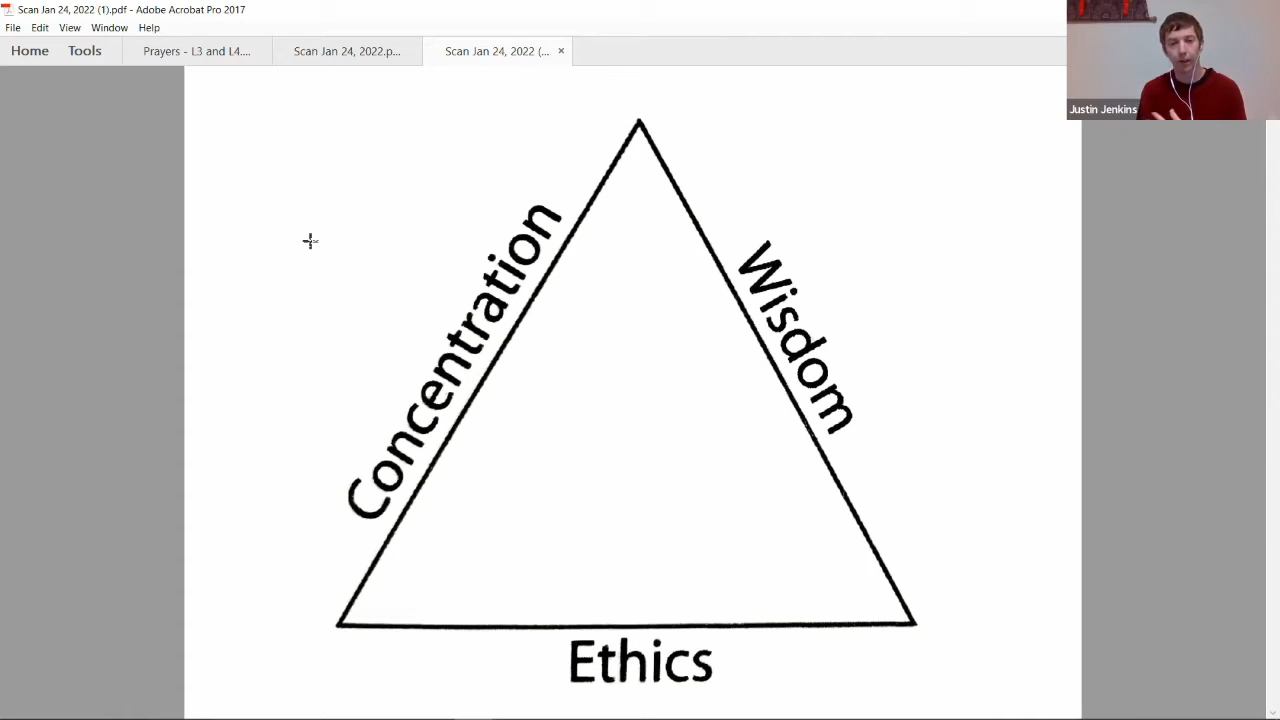 Scan Jan 24, 2022 (1).pdf - Adobe Acrobat Pro 2017
File Edit View Window Help
Home Tools Prayers - L3 and L4.... Scan Jan 24, 2022.p... Scan Jan 24, 2022 (... ×
Justin Jenkins
Concentration
Wisdom
Ethics